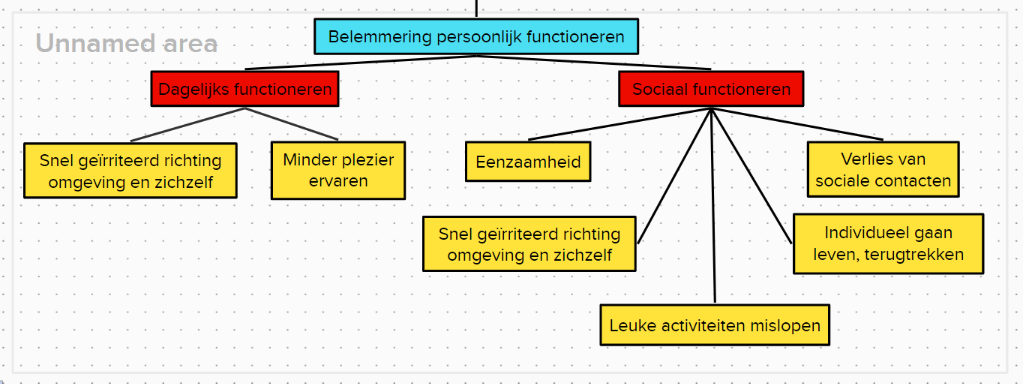 Unnamed area
Belemmering persoonlijk functioneren
Dagelijks functioneren
Sociaal functioneren
Snel geïrriteerd richting
omgeving en zichzelf
Minder plezier
ervaren
Eenzaamheid
Verlies van
sociale contacten
Snel geïrriteerd richting
omgeving en zichzelf
Individueel gaan
leven, terugtrekken
Leuke activiteiten mislopen